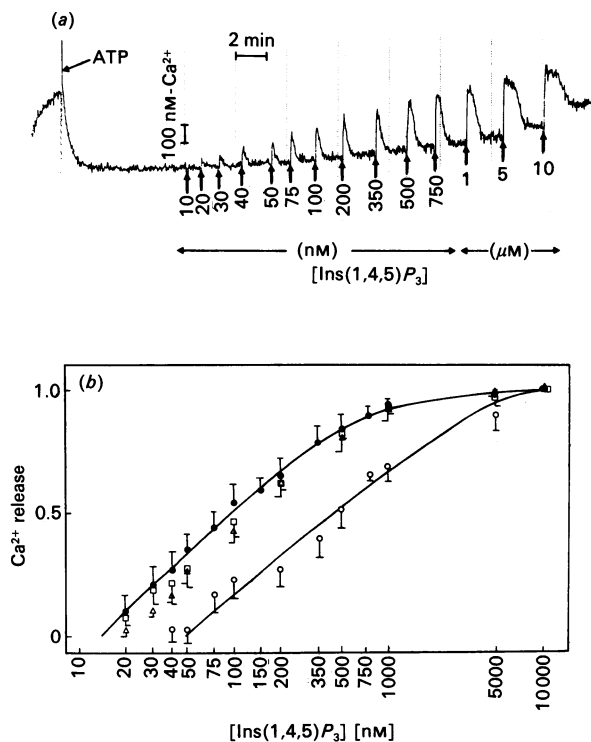 (a)
ATP
2 min
100 nM-Ca²⁺
10 20 30 40 50 75 100 200 350 500 750 1 5 10
(nM) (μM)
[Ins(1,4,5)P₃]
(b)
1.0
0.5
0
Ca²⁺ release
10 20 30 40 50 75 100 150 200 350 500 750 1000 5000 10000
[Ins(1,4,5)P₃] [nM]